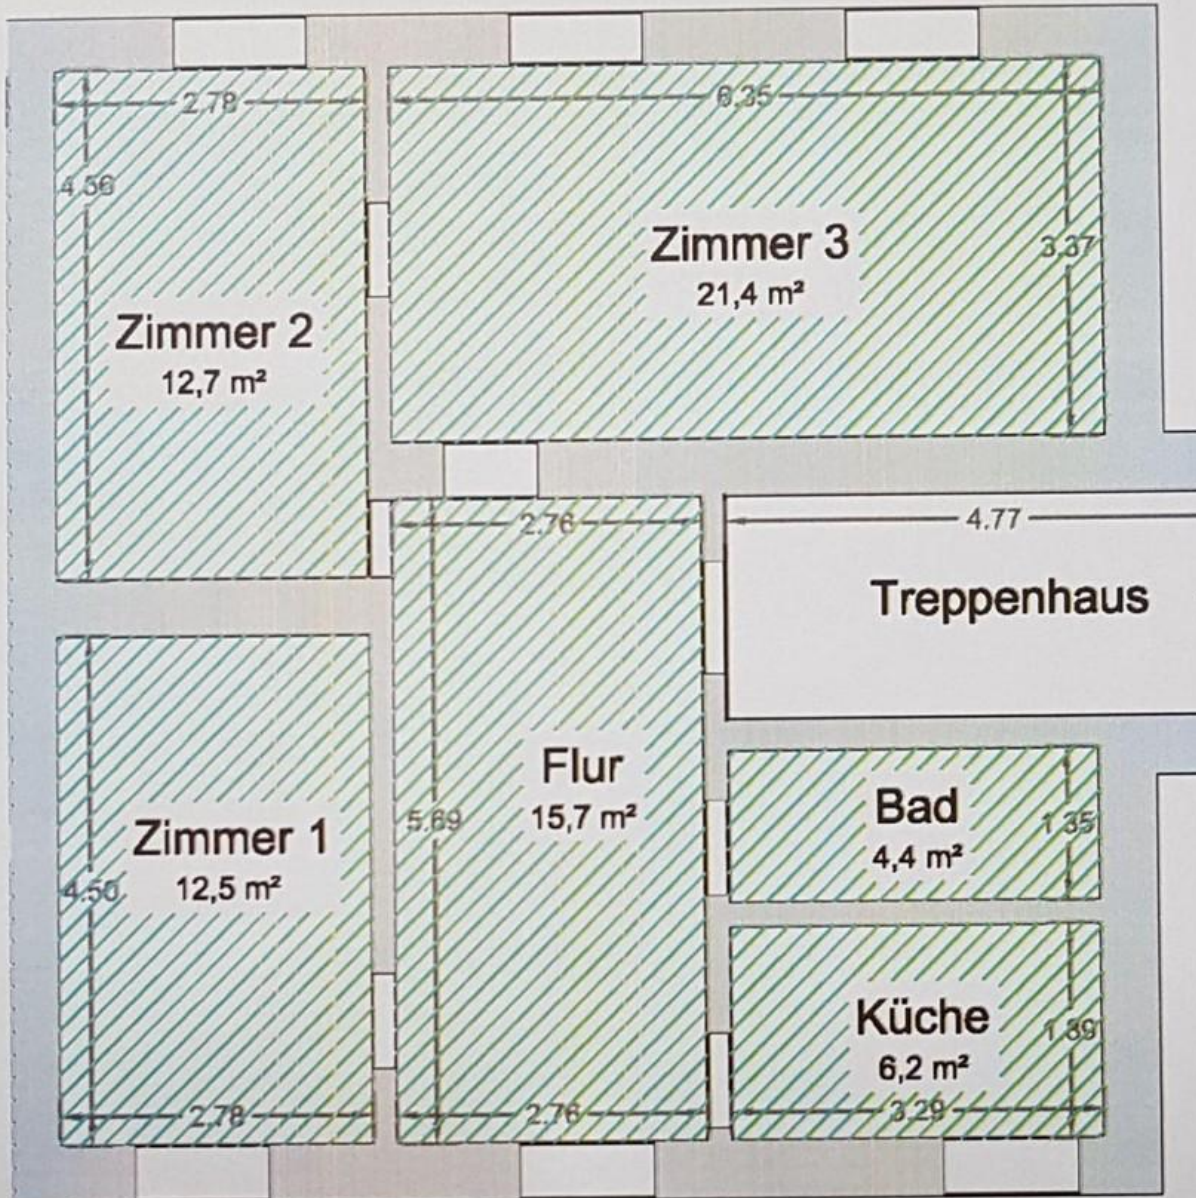 2.78
6.35
4.56
Zimmer 3
21,4 m²
3.37
Zimmer 2
12,7 m²
2.76
4.77
Treppenhaus
Flur
15,7 m²
5.69
Bad
4,4 m²
1.35
Zimmer 1
12,5 m²
4.50
Küche
6,2 m²
1.89
2.78
2.76
3.29